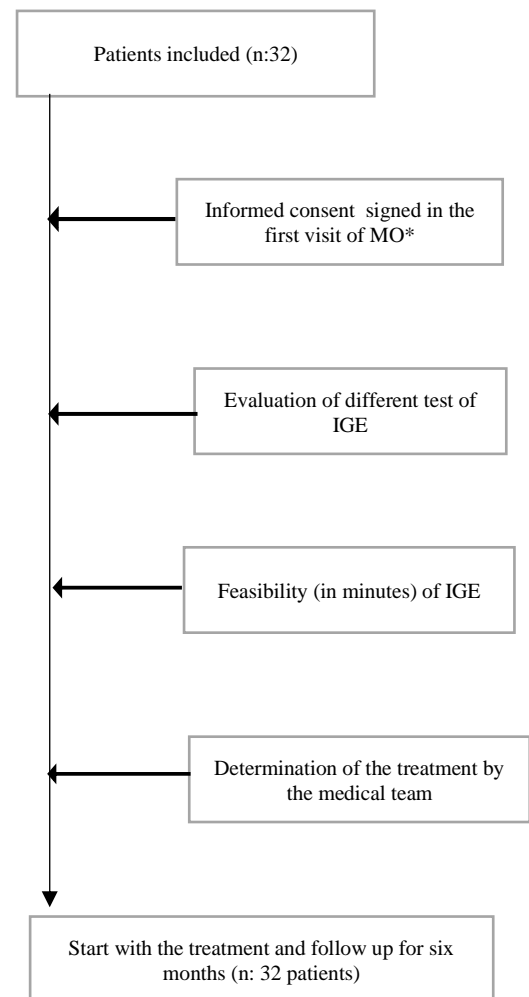 Patients included (n:32)
Informed consent signed in the
first visit of MO*
Evaluation of different test of
IGE
Feasibility (in minutes) of IGE
Determination of the treatment by
the medical team
Start with the treatment and follow up for six
months (n: 32 patients)